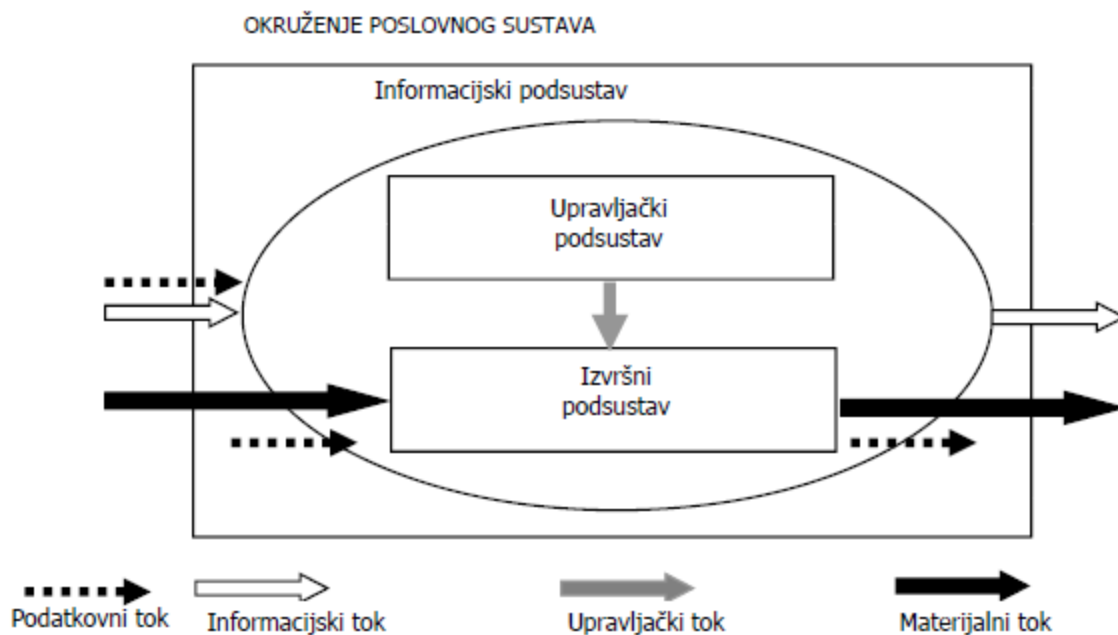 OKRUŽENJE POSLOVNOG SUSTAVA
Informacijski podsustav
Upravljački
podsustav
Izvršni
podsustav
Podatkovni tok
Informacijski tok
Upravljački tok
Materijalni tok